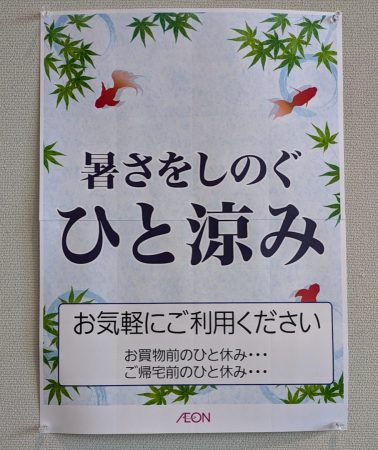 暑さをしのぐ
ひと涼み
お気軽にご利用ください
お買物前のひと休み･･･
ご帰宅前のひと休み･･･
ÆON